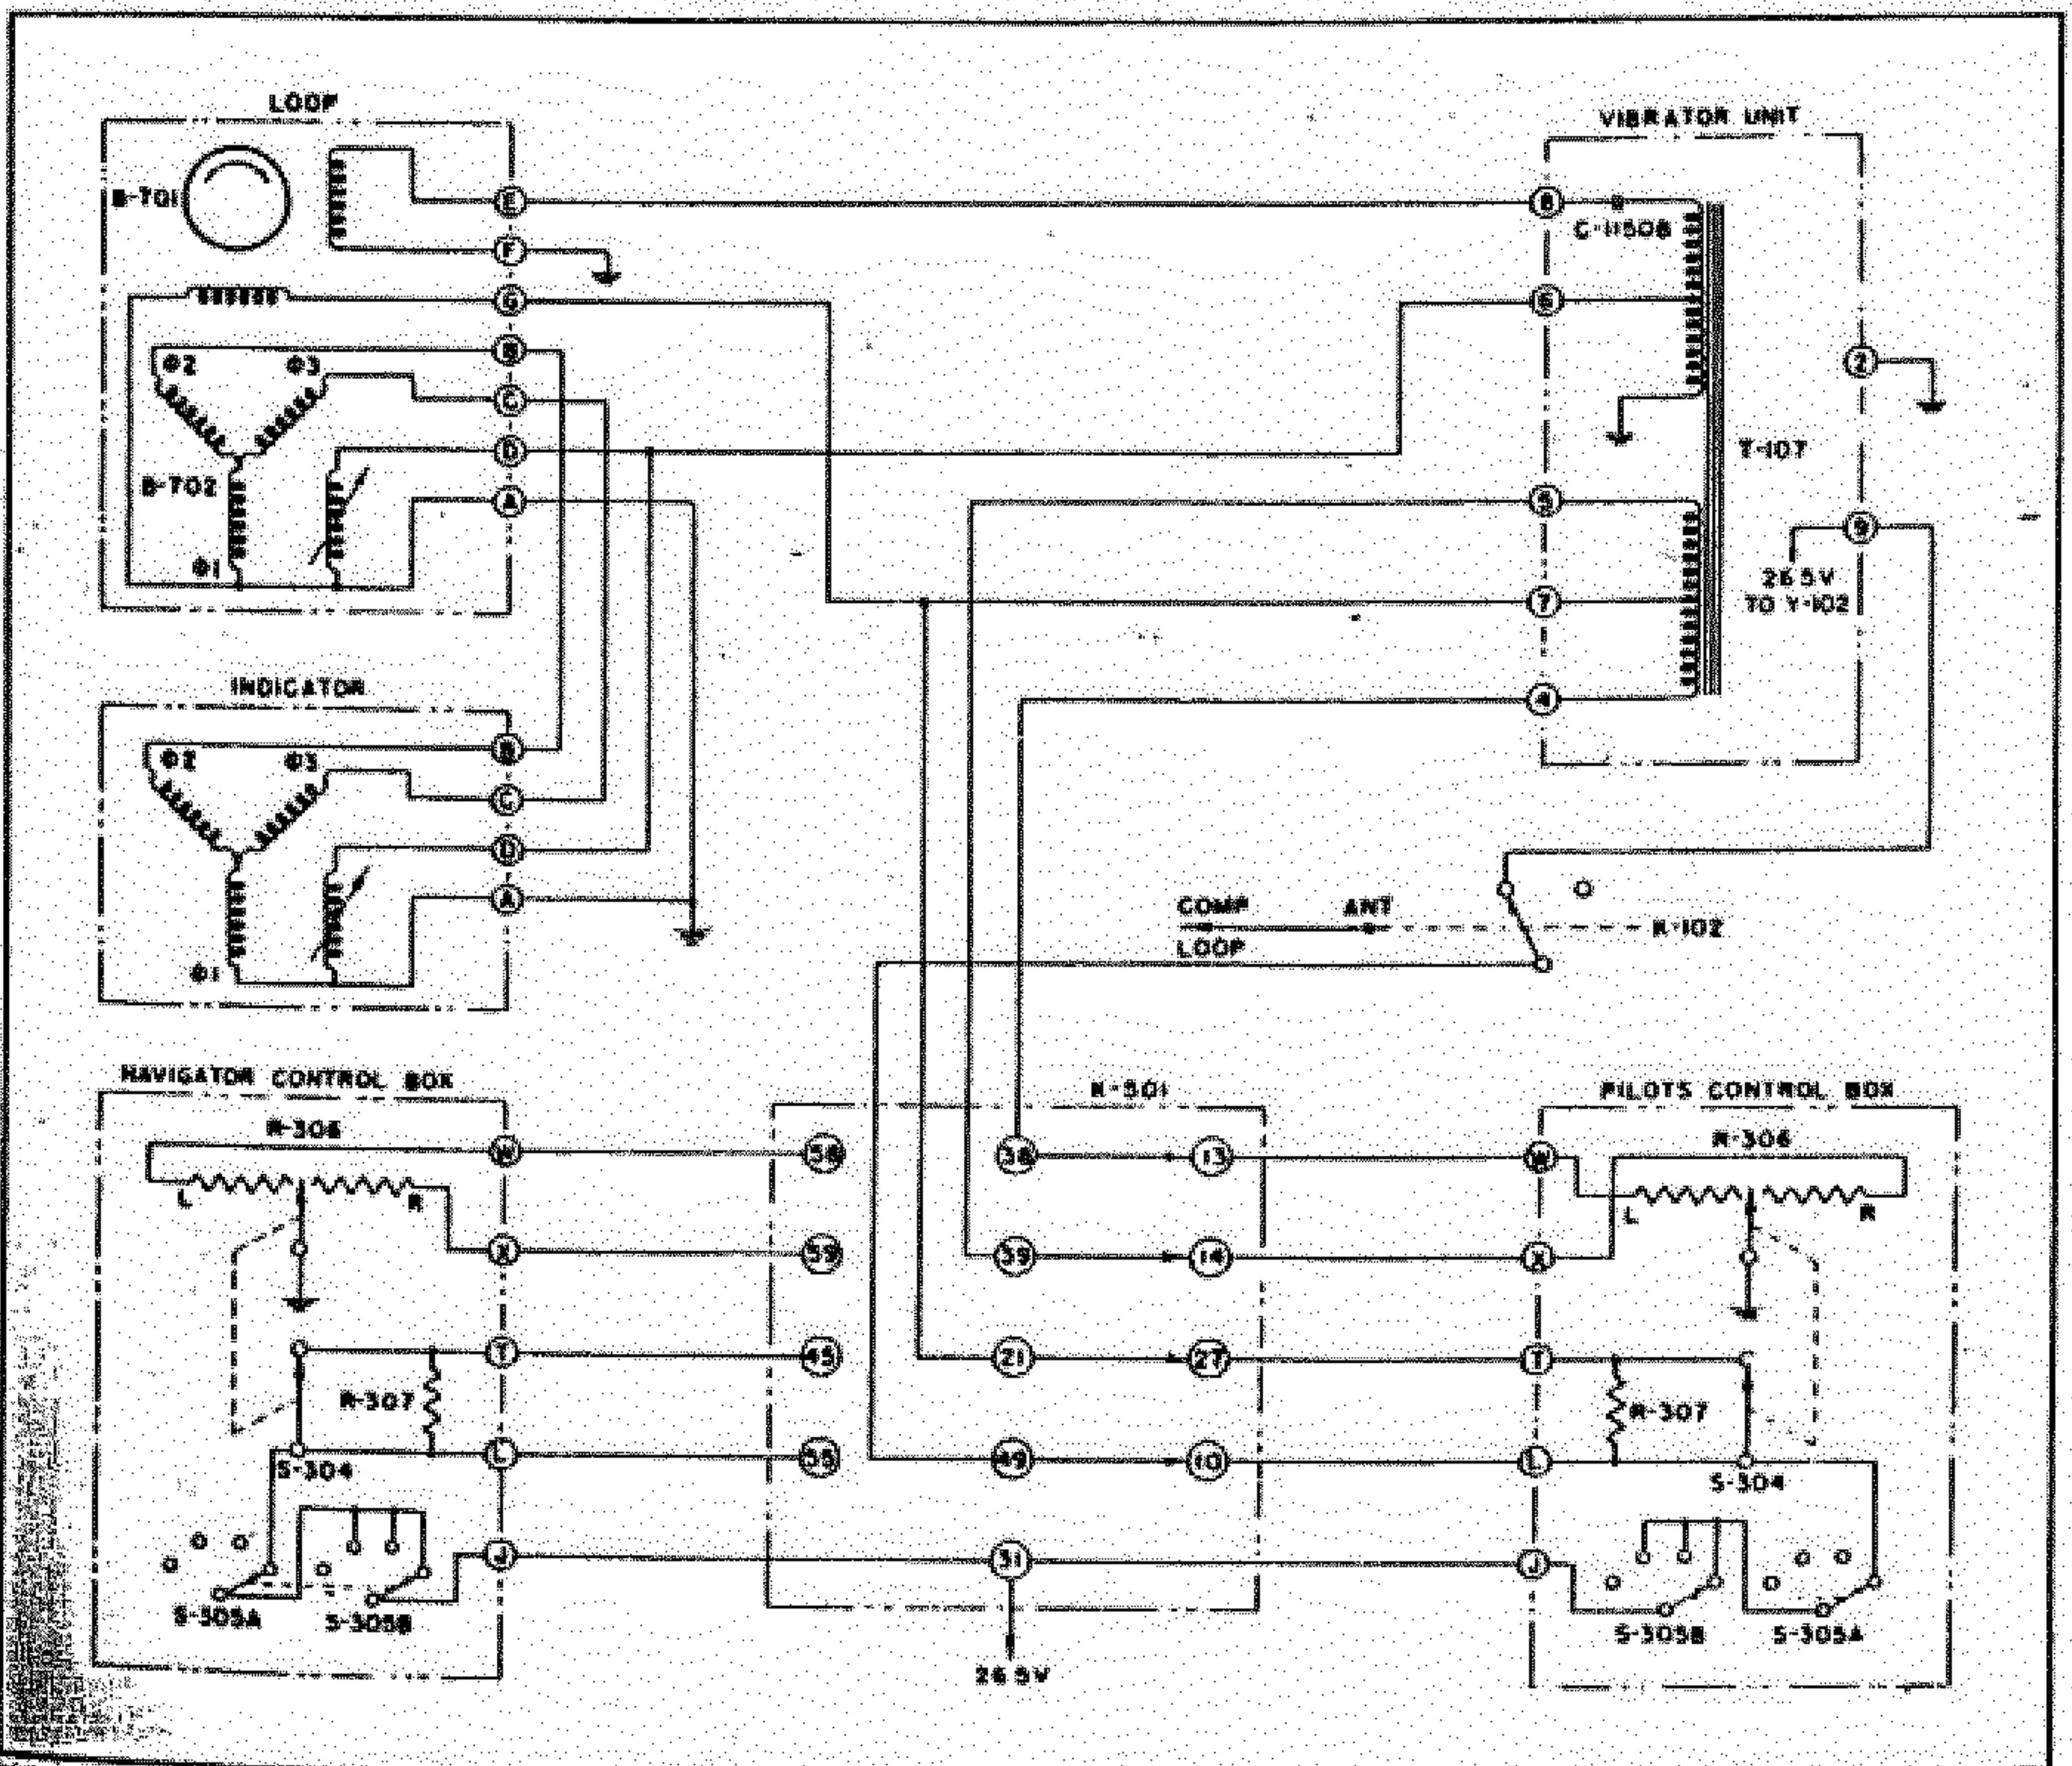 LOOP
B-701
E
F
G
B
Φ2
Φ3
C
D
B-702
A
Φ1
VIBRATOR UNIT
8
C-1150B
6
2
T-107
5
9
26 5V
TO Y-102
7
4
INDICATOR
B
Φ2
Φ3
C
D
A
Φ1
COMP
ANT
LOOP
K-102
NAVIGATOR CONTROL BOX
R-306
W
L
R
X
T
R-307
L
S-304
J
S-305A
S-305B
K-501
38
13
59
39
14
45
21
27
49
10
31
26 5V
PILOTS CONTROL BOX
R-306
W
L
R
X
T
R-307
L
S-304
J
S-305B
S-305A